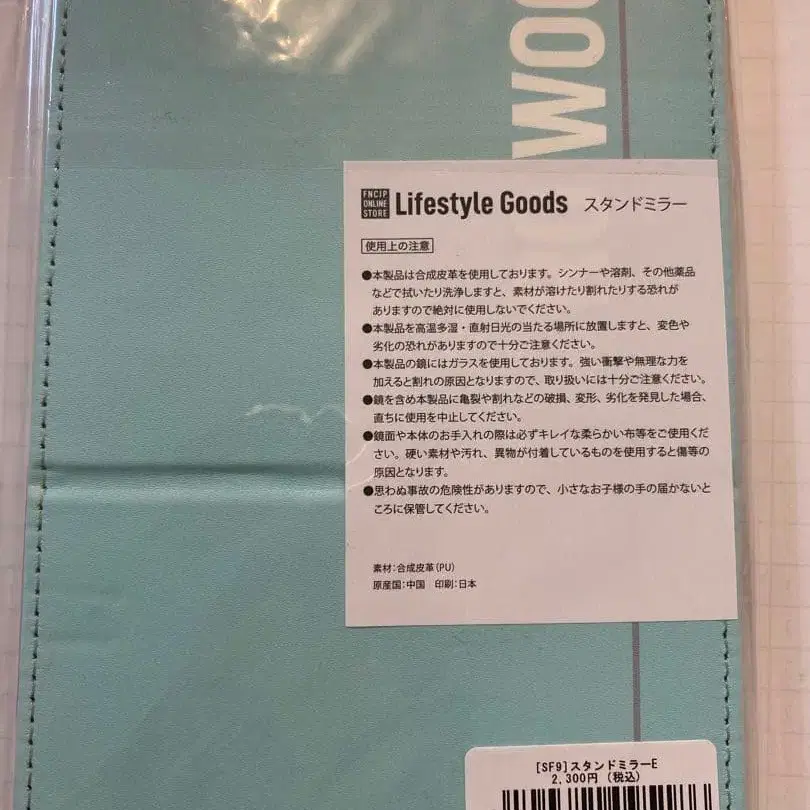 WOO
FNCJP
ONLINE
STORE
Lifestyle Goods スタンドミラー
使用上の注意
●本製品は合成皮革を使用しております。シンナーや溶剤、その他薬品
などで拭いたり洗浄しますと、素材が溶けたり割れたりする恐れが
ありますので絶対に使用しないでください。
●本製品を高温多湿・直射日光の当たる場所に放置しますと、変色や
劣化の恐れがありますので十分ご注意ください。
●本製品の鏡にはガラスを使用しております。強い衝撃や無理な力を
加えると割れの原因となりますので、取り扱いには十分ご注意ください。
●鏡を含め本製品に亀裂や割れなどの破損、変形、劣化を発見した場合、
直ちに使用を中止してください。
●鏡面や本体のお手入れの際は必ずキレイな柔らかい布等をご使用くだ
さい。硬い素材や汚れ、異物が付着しているものを使用すると傷等の
原因となります。
●思わぬ事故の危険性がありますので、小さなお子様の手の届かないと
ころに保管してください。
素材:合成皮革(PU)
原産国:中国 印刷:日本
[SF9]スタンドミラーE
2,300円 (税込)